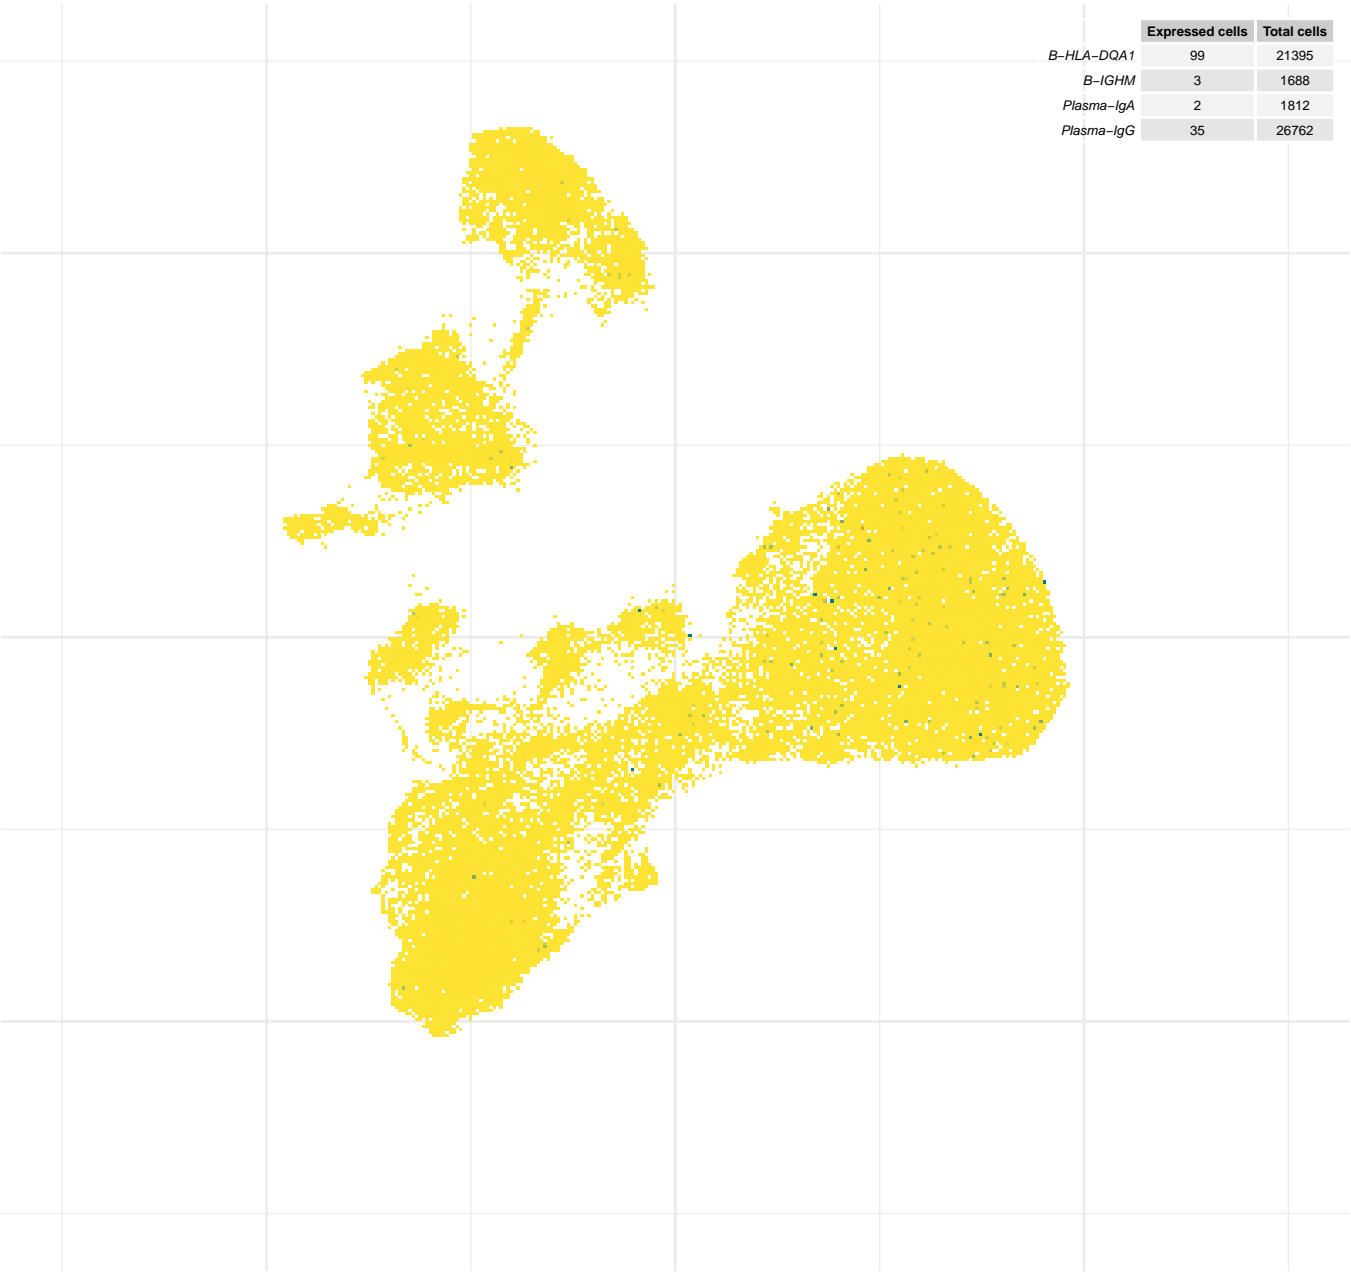 Expressed cells Total cells
B−HLA−DQA1 99 21395
B−IGHM 3 1688
Plasma−IgA 2 1812
Plasma−IgG 35 26762